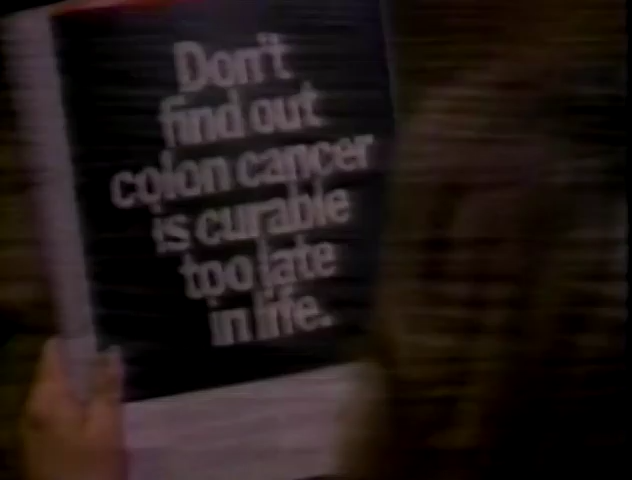 Don't
find out
colon cancer
is curable
too late
in life.